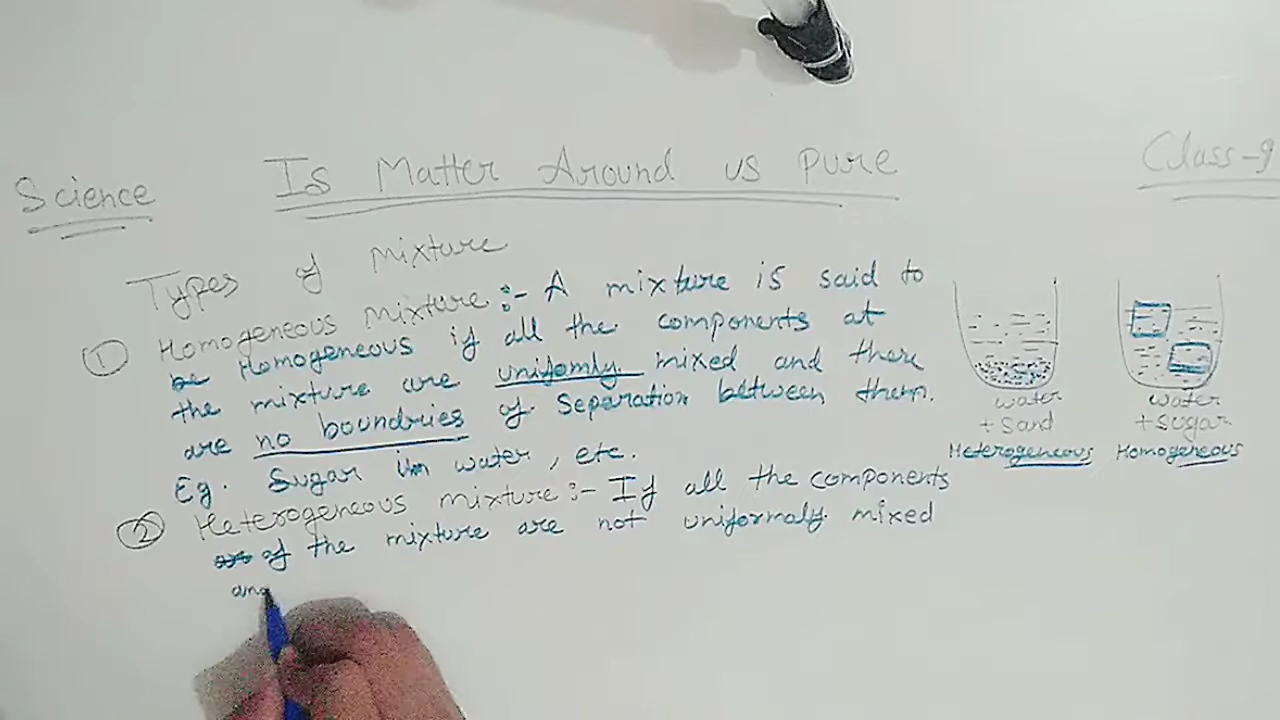 Science
Is Matter Around us Pure
Class-9
Types of mixture
① Homogeneous mixture :- A mixture is said to
be Homogeneous if all the components at
the mixture are unifomly mixed and there
are no boundries of Separation between them.
Eg. Sugar in water, etc.
② Heterogeneous mixture :- If all the components
of the mixture are not uniformaly mixed
and
water
+ Sand
Heterogeneous
water
+ Sugar
Homogeneous